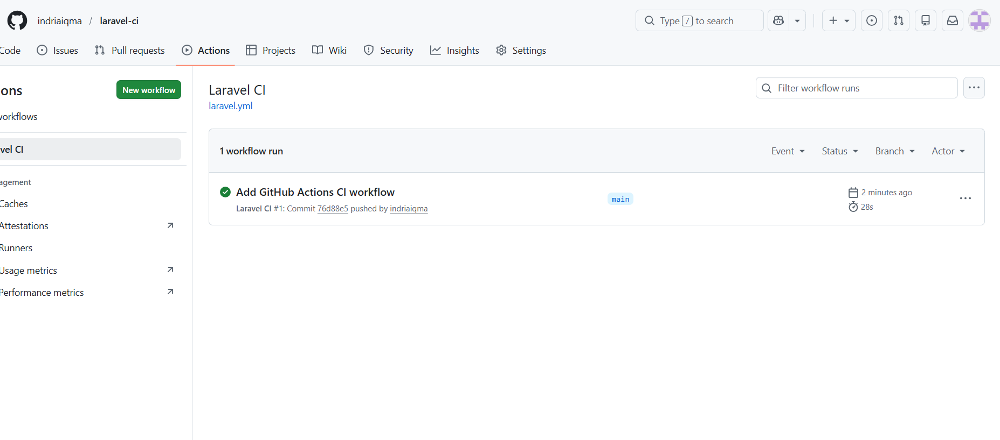 indriaiqma / laravel-ci
Type / to search
Code Issues Pull requests Actions Projects Wiki Security Insights Settings
ons
New workflow
workflows
vel CI
agement
Caches
Attestations
Runners
Usage metrics
Performance metrics
Laravel CI
laravel.yml
Filter workflow runs
1 workflow run
Event Status Branch Actor
Add GitHub Actions CI workflow
Laravel CI #1: Commit 76d88e5 pushed by indriaiqma
main
2 minutes ago
28s